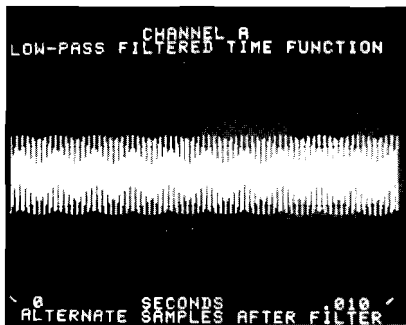 CHANNEL A
LOW-PASS FILTERED TIME FUNCTION
0 SECONDS .010
ALTERNATE SAMPLES AFTER FILTER